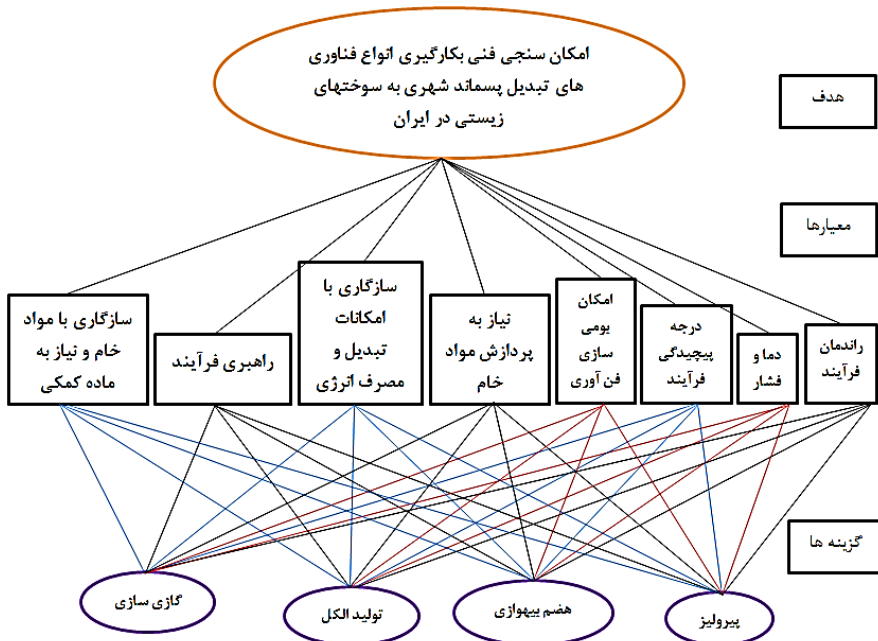 امکان سنجی فنی بکارگیری انواع فناوری
های تبدیل پسماند شهری به سوختهای
زیستی در ایران
هدف
معیارها
راندمان
فرآیند
دما و
فشار
درجه
پیچیدگی
فرآیند
امکان
بومی
سازی
فن آوری
نیاز به
پردازش مواد
خام
سازگاری با
امکانات
تبدیل و
مصرف انرژی
راهبری فرآیند
سازگاری با مواد
خام و نیاز به
ماده کمکی
گزینه ها
پیرولیز
هضم بیهوازی
تولید الکل
گازی سازی